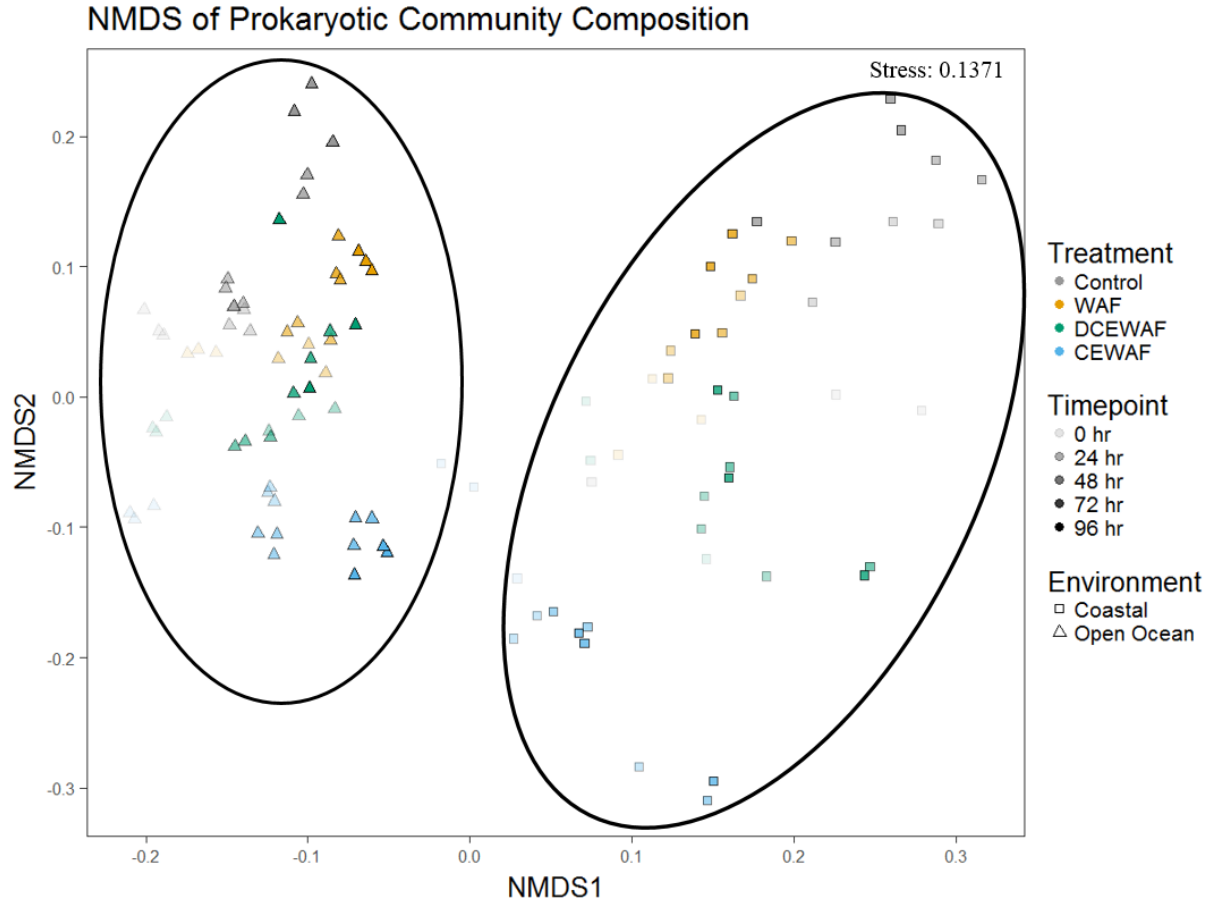 NMDS of Prokaryotic Community Composition
Stress: 0.1371
0.2
0.1
0.0
-0.1
-0.2
-0.3
NMDS2
-0.2
-0.1
0.0
0.1
0.2
0.3
NMDS1
Treatment
Control
WAF
DCEWAF
CEWAF
Timepoint
0 hr
24 hr
48 hr
72 hr
96 hr
Environment
Coastal
Open Ocean